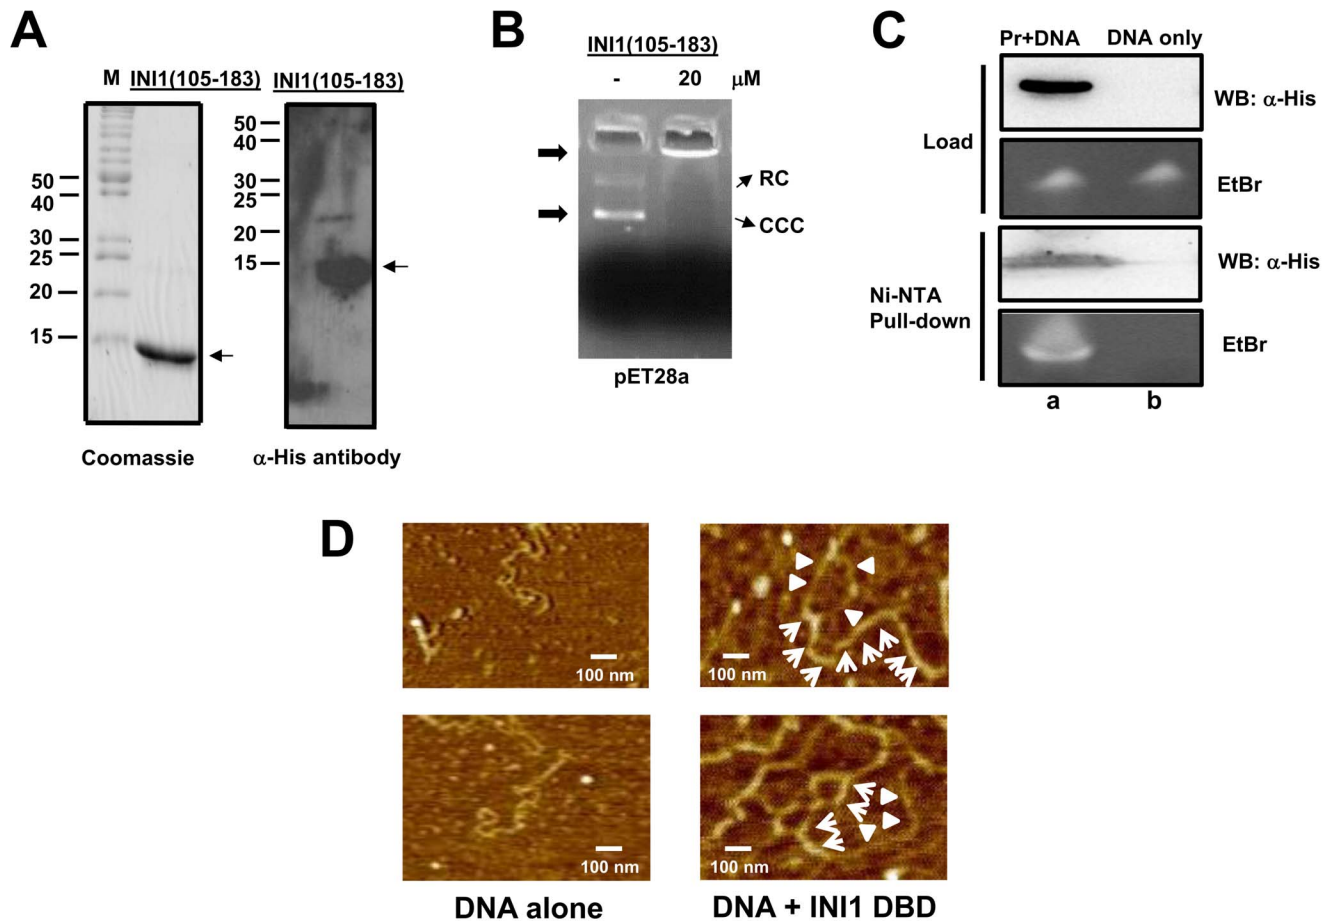 A
M INI1(105-183)
50
40
30
25
20
15
Coomassie
INI1(105-183)
50
40
30
25
20
15
α-His antibody
B
INI1(105-183)
- 20 μM
RC
CCC
pET28a
C
Pr+DNA DNA only
Load
WB: α-His
EtBr
Ni-NTA
Pull-down
WB: α-His
EtBr
a b
D
100 nm
100 nm
100 nm
100 nm
DNA alone
DNA + INI1 DBD